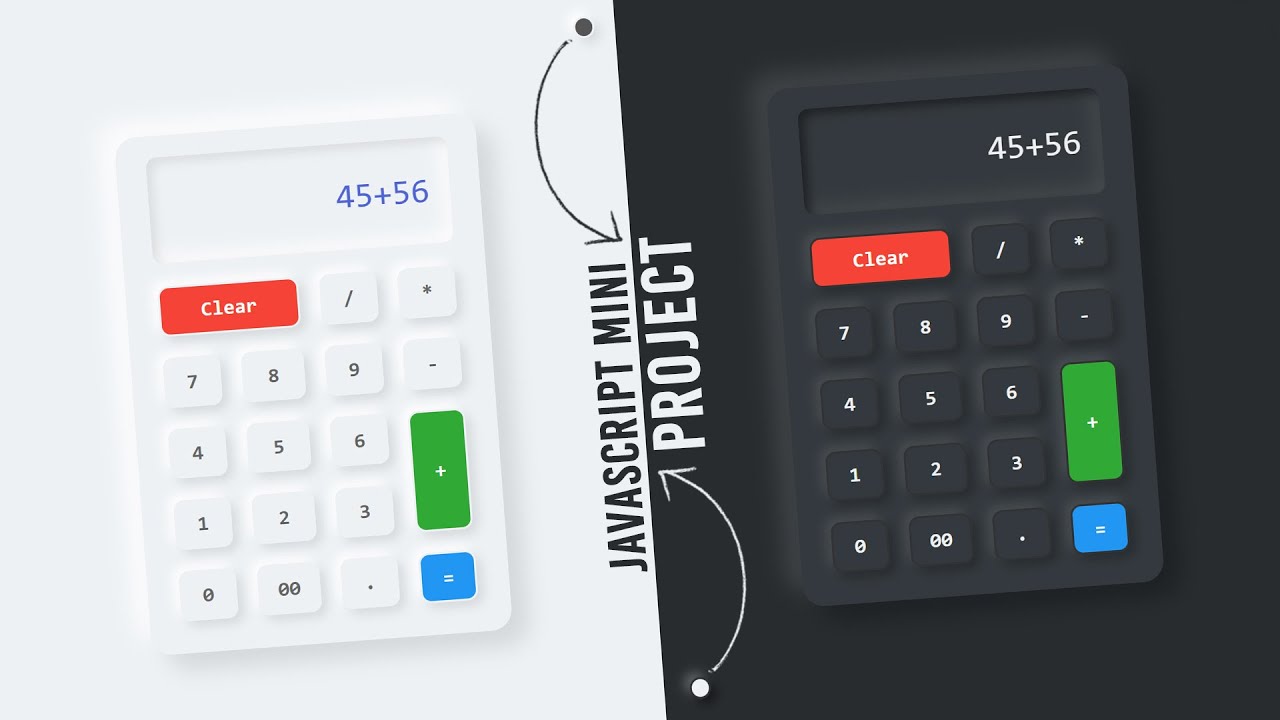 45+56
Clear / *
7 8 9 -
4 5 6 +
1 2 3
0 00 . =
JAVASCRIPT MINI
PROJECT
45+56
Clear / *
7 8 9 -
4 5 6 +
1 2 3
0 00 . =